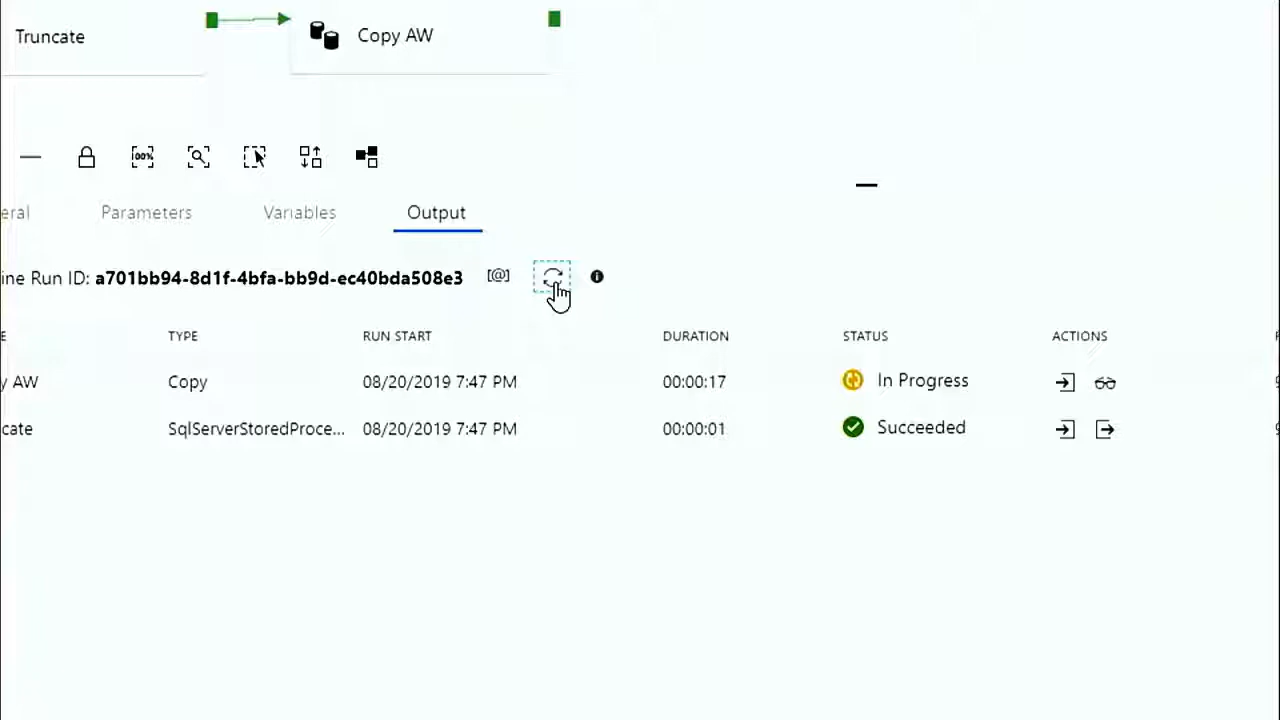 Truncate
Copy AW
eral Parameters Variables Output
ine Run ID: a701bb94-8d1f-4bfa-bb9d-ec40bda508e3 [@]
E TYPE RUN START DURATION STATUS ACTIONS
y AW Copy 08/20/2019 7:47 PM 00:00:17 In Progress
cate SqlServerStoredProce... 08/20/2019 7:47 PM 00:00:01 Succeeded